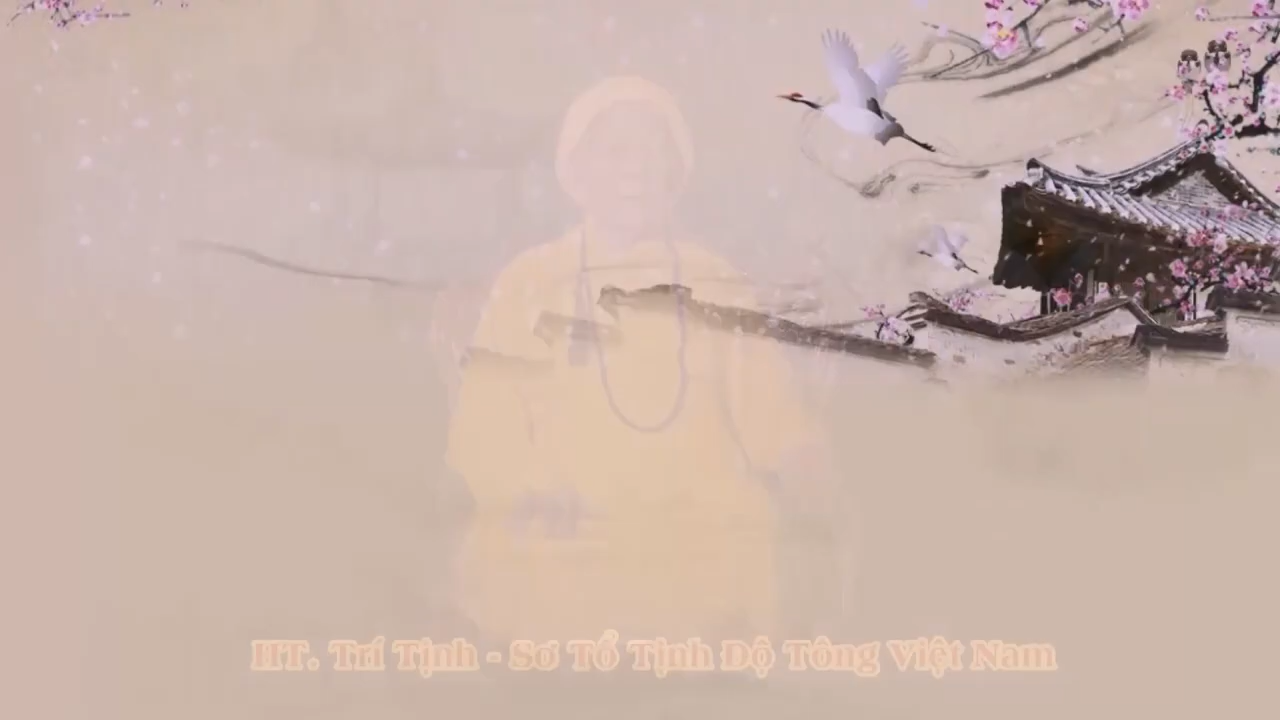 HT. Trí Tịnh - Sơ Tổ Tịnh Độ Tông Việt Nam